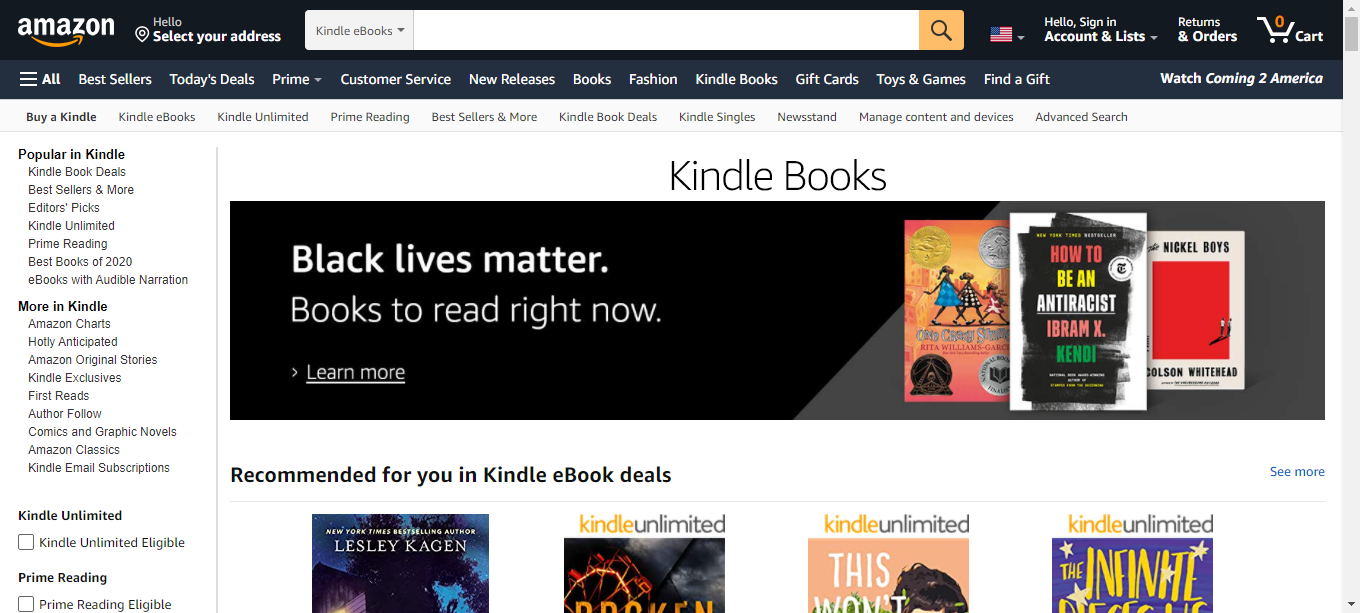 amazon
Hello
Select your address
Kindle eBooks
Hello, Sign in
Account & Lists
Returns
& Orders
0
Cart
All
Best Sellers
Today's Deals
Prime
Customer Service
New Releases
Books
Fashion
Kindle Books
Gift Cards
Toys & Games
Find a Gift
Watch Coming 2 America
Buy a Kindle
Kindle eBooks
Kindle Unlimited
Prime Reading
Best Sellers & More
Kindle Book Deals
Kindle Singles
Newsstand
Manage content and devices
Advanced Search
Popular in Kindle
Kindle Book Deals
Best Sellers & More
Editors' Picks
Kindle Unlimited
Prime Reading
Best Books of 2020
eBooks with Audible Narration
More in Kindle
Amazon Charts
Hotly Anticipated
Amazon Original Stories
Kindle Exclusives
First Reads
Author Follow
Comics and Graphic Novels
Amazon Classics
Kindle Email Subscriptions
Kindle Unlimited
Kindle Unlimited Eligible
Prime Reading
Prime Reading Eligible
Kindle Books
Black lives matter.
Books to read right now.
› Learn more
ONE CRAZY
RITA WILLIAMS-GARC
NEW YORK TIMES BESTSELLER
HOW TO
BE AN
ANTIRACIST
IBRAM X.
KENDI
NATIONAL BOOK AWARD-WINNING
AUTHOR OF
STAMPED FROM THE BEGINNING
the NICKEL BOYS
COLSON WHITEHEAD
Recommended for you in Kindle eBook deals
See more
NEW YORK TIMES BESTSELLING AUTHOR
LESLEY KAGEN
kindleunlimited
BROKEN
kindleunlimited
THIS
WON'T
kindleunlimited
THE INFINITE
PIECES